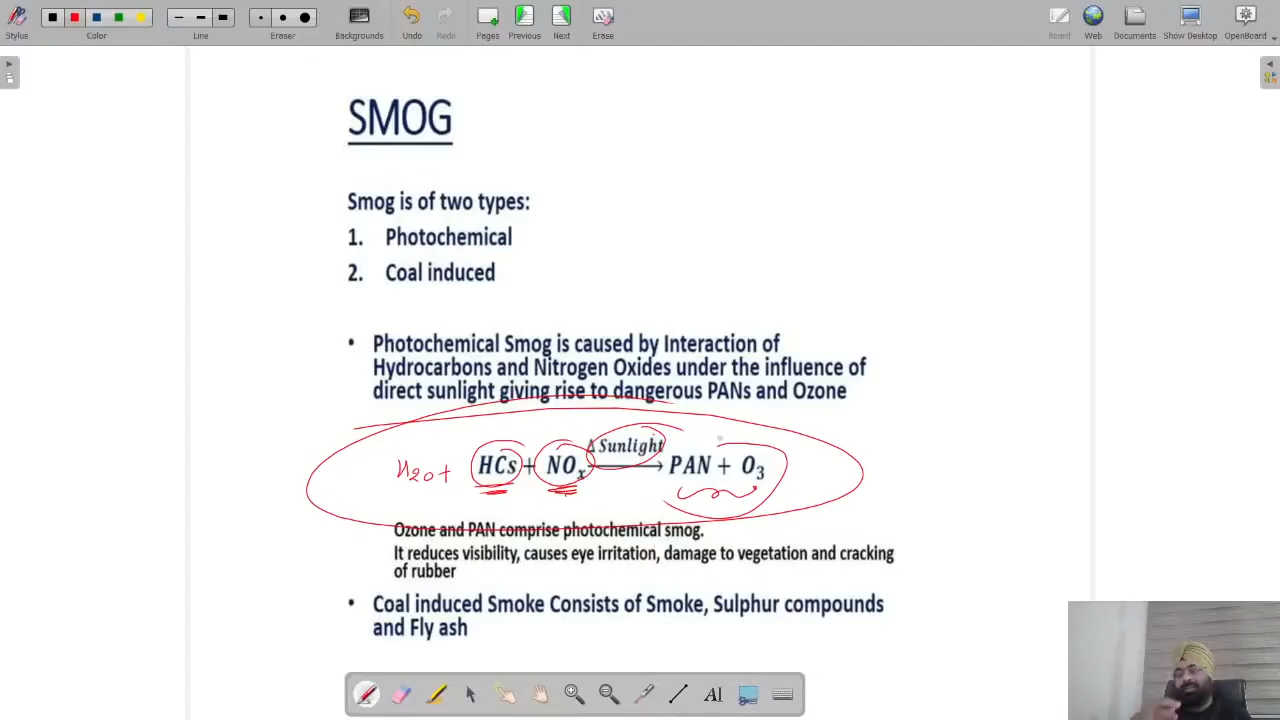 Stylus Color Line Eraser Backgrounds Undo Redo Pages Previous Next Erase Board Web Documents Show Desktop OpenBoard
SMOG
Smog is of two types:
1. Photochemical
2. Coal induced
• Photochemical Smog is caused by Interaction of
Hydrocarbons and Nitrogen Oxides under the influence of
direct sunlight giving rise to dangerous PANs and Ozone
Δ Sunlight
H2O + HCs + NOx → PAN + O3
Ozone and PAN comprise photochemical smog.
It reduces visibility, causes eye irritation, damage to vegetation and cracking
of rubber
• Coal induced Smoke Consists of Smoke, Sulphur compounds
and Fly ash
AI